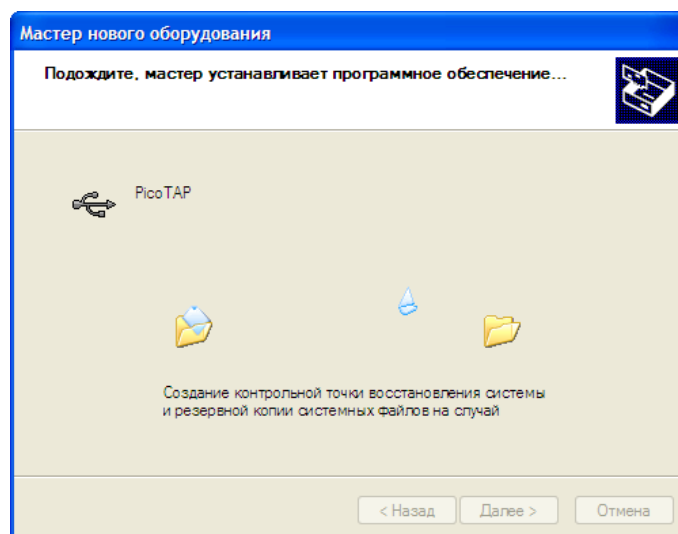 Мастер нового оборудования
Подождите, мастер устанавливает программное обеспечение...
PicoTAP
Создание контрольной точки восстановления системы
и резервной копии системных файлов на случай
< Назад
Далее >
Отмена